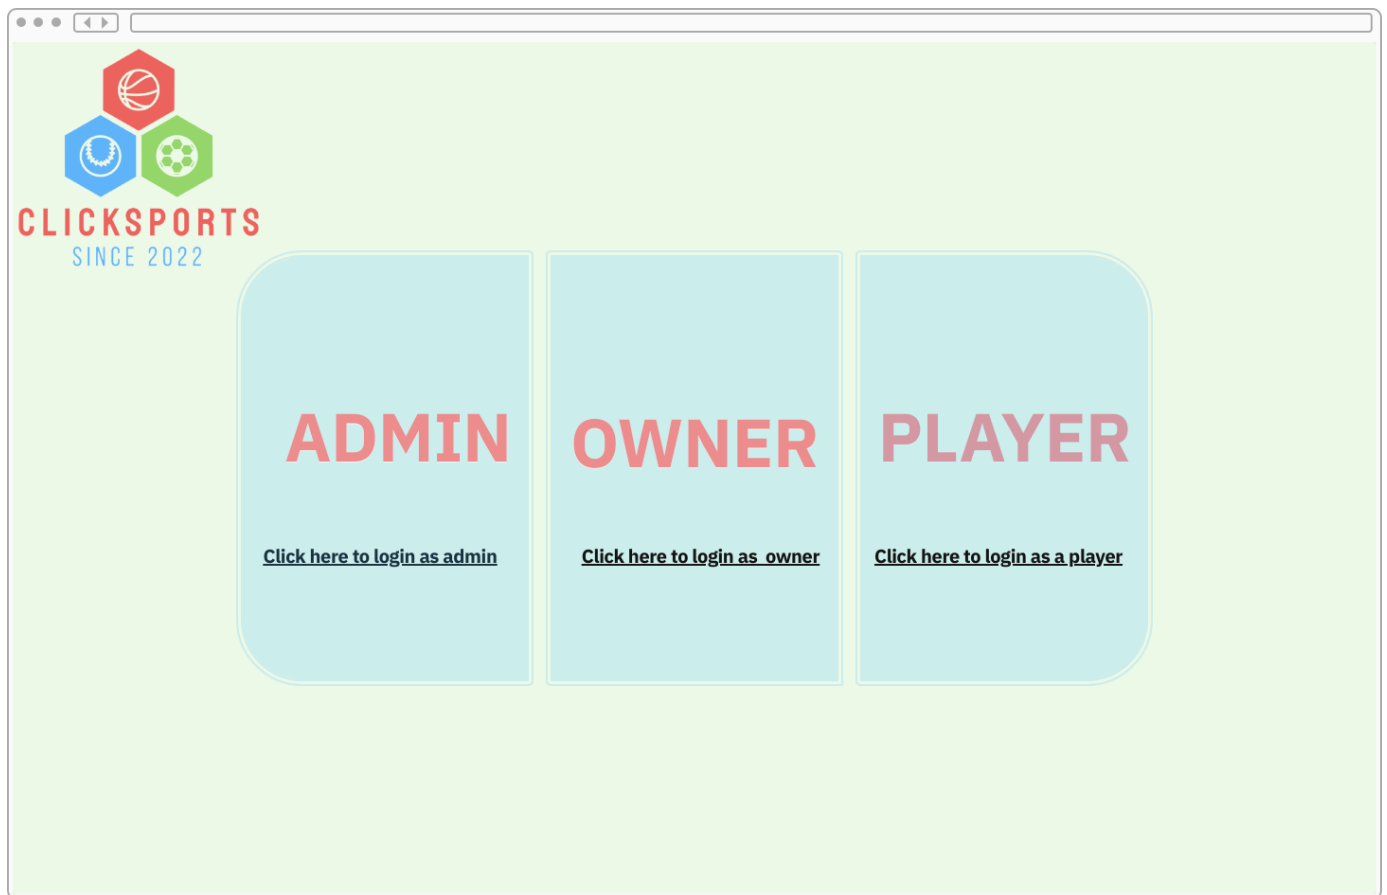 CLICKSPORTS
SINCE 2022
ADMIN
OWNER
PLAYER
Click here to login as admin
Click here to login as  owner
Click here to login as a player